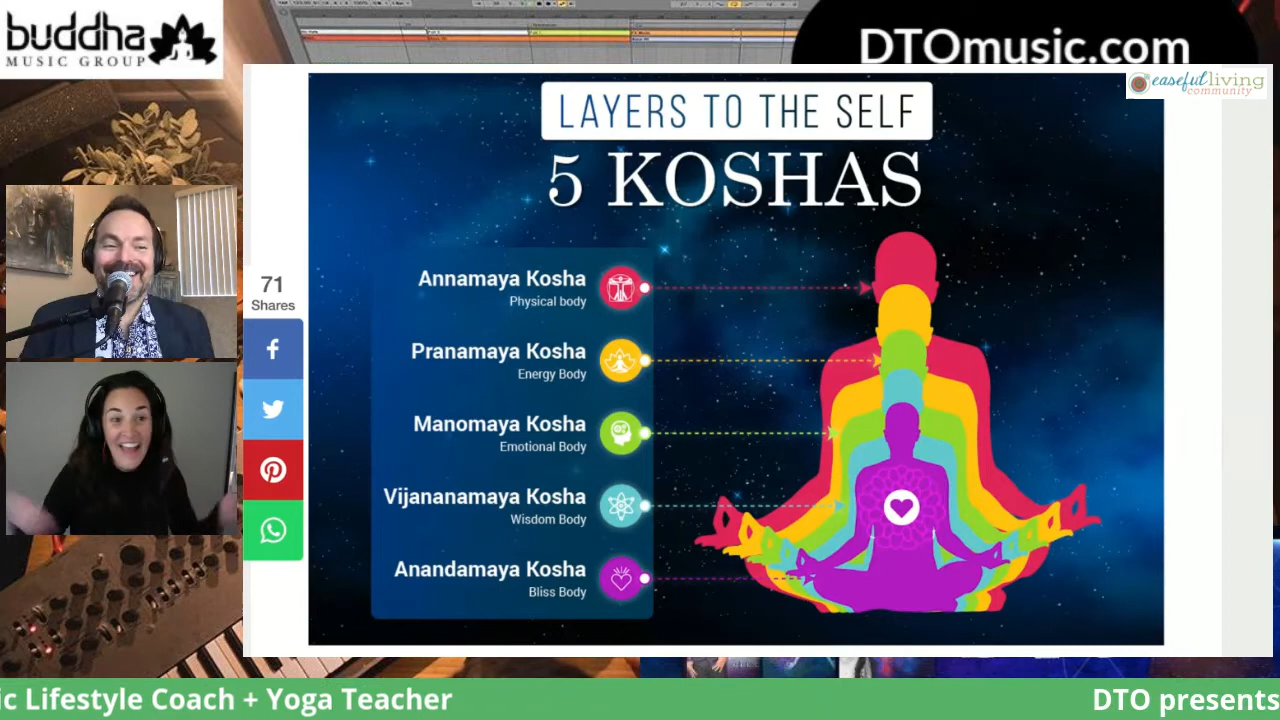 buddha
MUSIC GROUP
DTOmusic.com
easefulliving
community
LAYERS TO THE SELF
5 KOSHAS
71
Shares
Annamaya Kosha
Physical body
Pranamaya Kosha
Energy Body
Manomaya Kosha
Emotional Body
Vijananamaya Kosha
Wisdom Body
Anandamaya Kosha
Bliss Body
ic Lifestyle Coach + Yoga Teacher
DTO presents